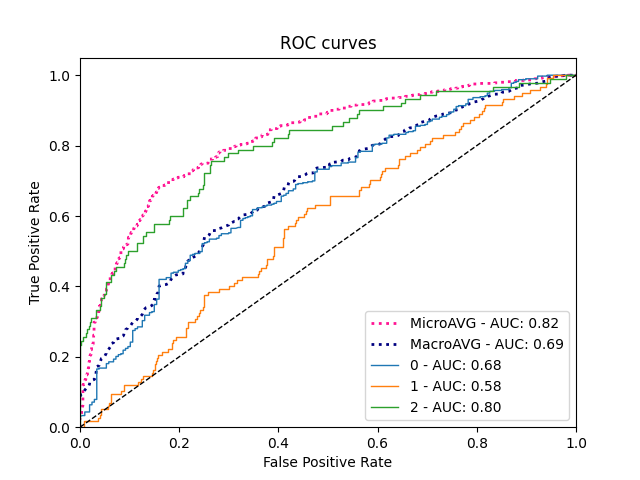 ROC curves
True Positive Rate
1.0
0.8
0.6
0.4
0.2
0.0
0.0 0.2 0.4 0.6 0.8 1.0
False Positive Rate
MicroAVG - AUC: 0.82
MacroAVG - AUC: 0.69
0 - AUC: 0.68
1 - AUC: 0.58
2 - AUC: 0.80